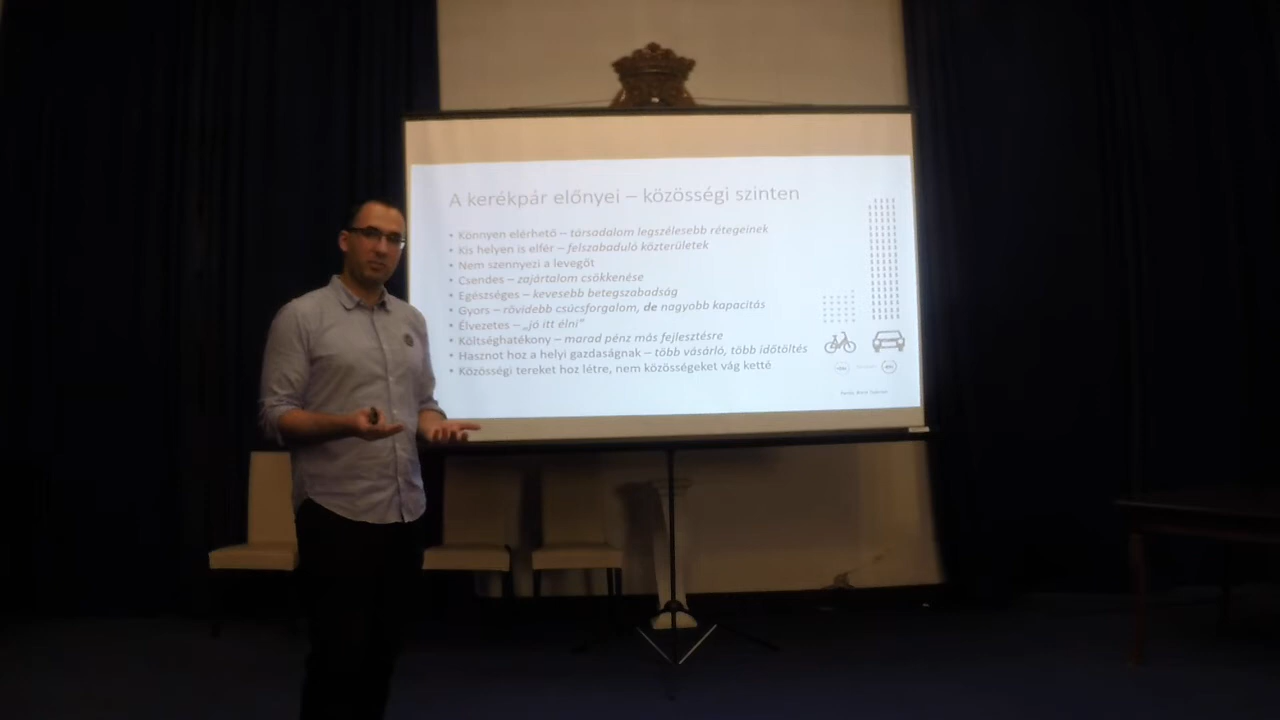 A kerékpár előnyei – közösségi szinten
• Könnyen elérhető – társadalom legszélesebb rétegeinek
• Kis helyen is elfér – felszabaduló közterületek
• Nem szennyezi a levegőt
• Csendes – zajártalom csökkenése
• Egészséges – kevesebb betegszabadság
• Gyors – rövidebb csúcsforgalom, de nagyobb kapacitás
• Élvezetes – „jó itt élni”
• Költséghatékony – marad pénz más fejlesztésre
• Hasznot hoz a helyi gazdaságnak – több vásárló, több időtöltés
• Közösségi tereket hoz létre, nem közösségeket vág ketté